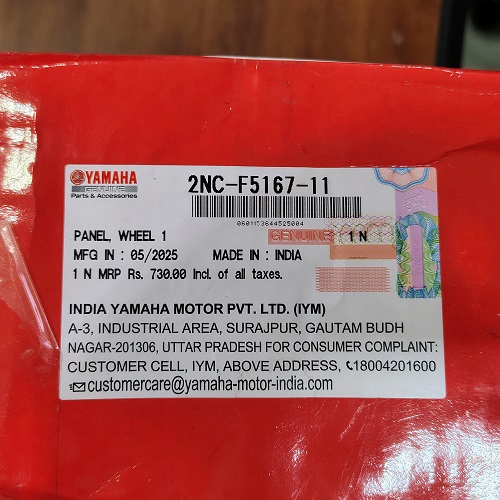 YAMAHA
GENUINE
Parts & Accessories
2NC-F5167-11
0601153644525004
PANEL, WHEEL 1
GENUINE
1 N
MFG IN : 05/2025 MADE IN : INDIA
1 N MRP Rs. 730.00 Incl. of all taxes.
INDIA YAMAHA MOTOR PVT. LTD. (IYM)
A-3, INDUSTRIAL AREA, SURAJPUR, GAUTAM BUDH
NAGAR-201306, UTTAR PRADESH FOR CONSUMER COMPLAINT:
CUSTOMER CELL, IYM, ABOVE ADDRESS, 18004201600
customercare@yamaha-motor-india.com